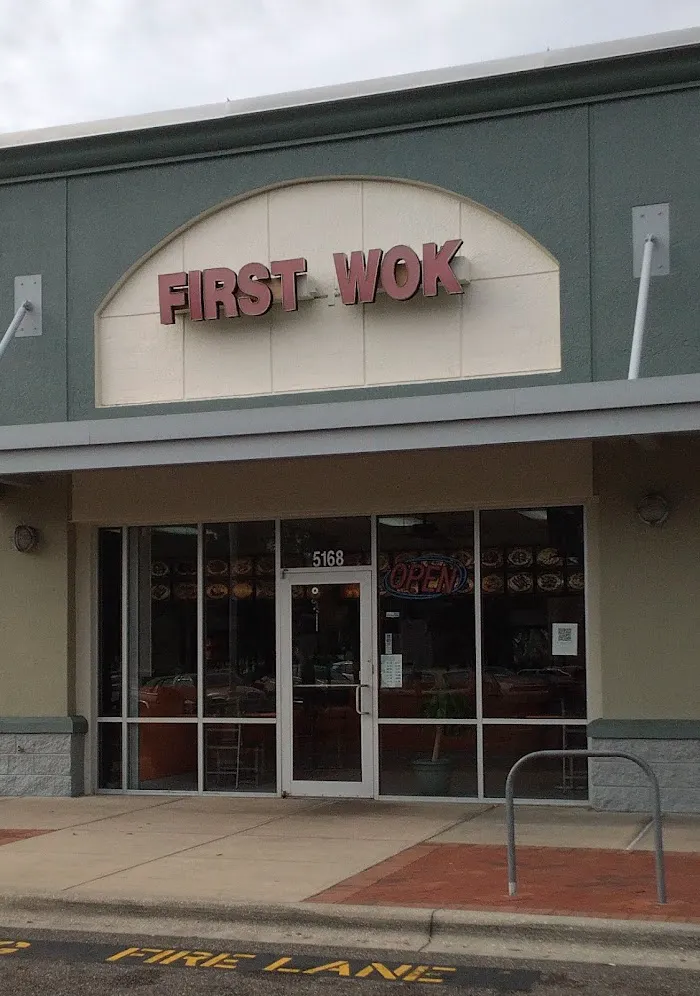 FIRST WOK
5168
OPEN
FIRE LANE